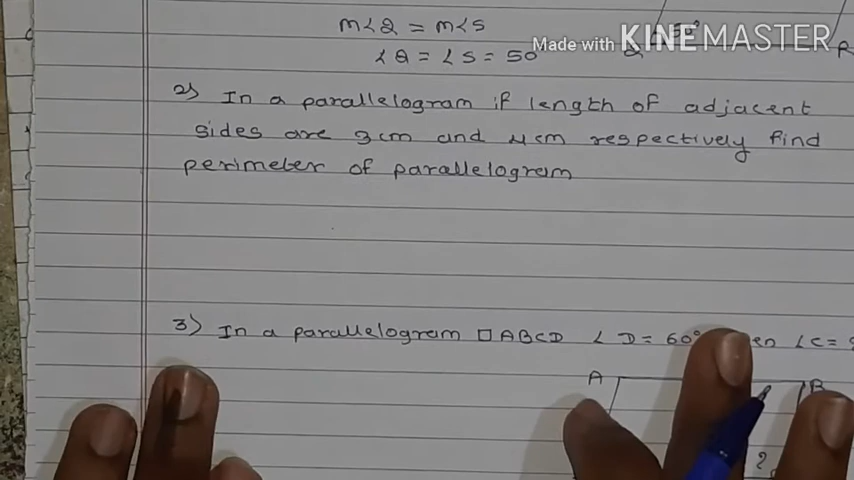 m∠Q = m∠S
∠Q = ∠S = 50
Made with KINEMASTER
2) In a parallelogram if length of adjacent
sides are 3cm and 4cm respectively find
perimeter of parallelogram
3) In a parallelogram □ABCD ∠D = 60° ∠C =
A B
?